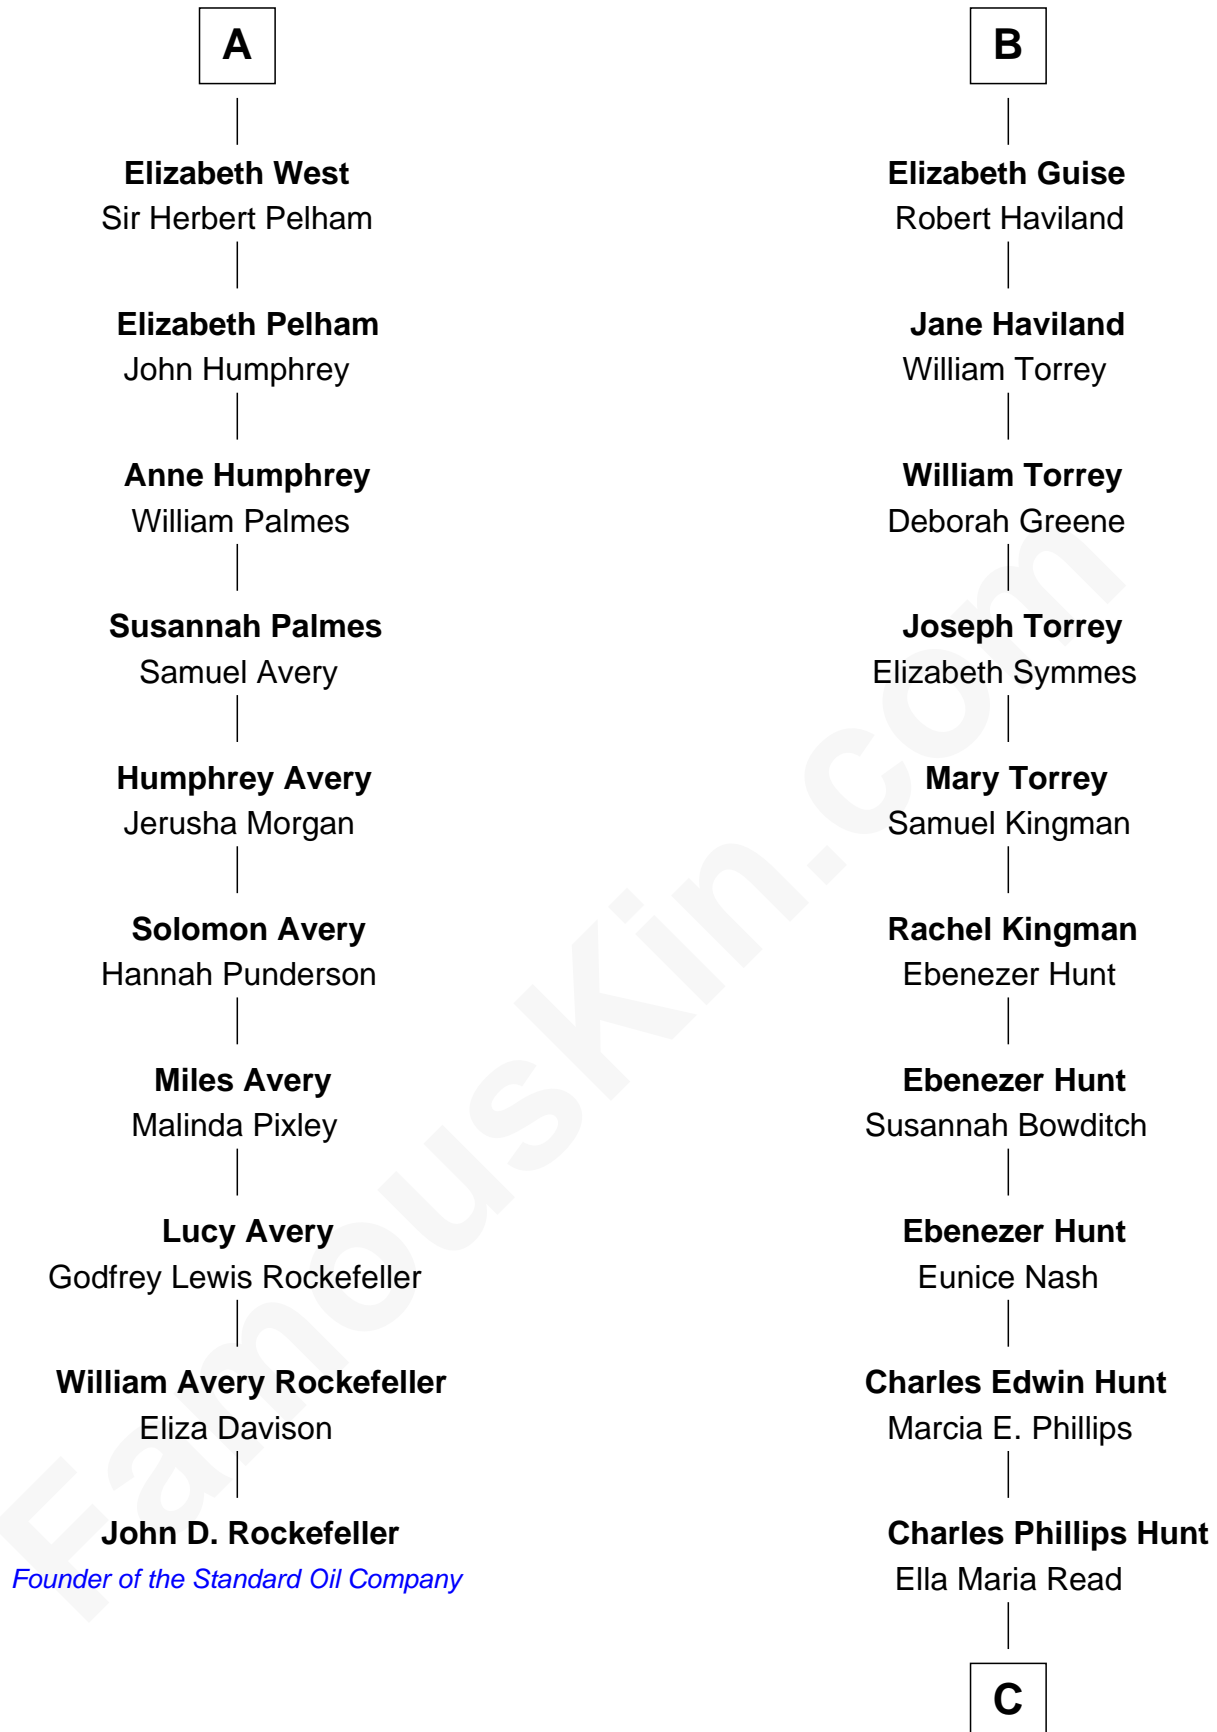 A
Elizabeth West
Sir Herbert Pelham
Elizabeth Pelham
John Humphrey
Anne Humphrey
William Palmes
Susannah Palmes
Samuel Avery
Humphrey Avery
Jerusha Morgan
Solomon Avery
Hannah Punderson
Miles Avery
Malinda Pixley
Lucy Avery
Godfrey Lewis Rockefeller
William Avery Rockefeller
Eliza Davison
John D. Rockefeller
Founder of the Standard Oil Company
B
Elizabeth Guise
Robert Haviland
Jane Haviland
William Torrey
William Torrey
Deborah Greene
Joseph Torrey
Elizabeth Symmes
Mary Torrey
Samuel Kingman
Rachel Kingman
Ebenezer Hunt
Ebenezer Hunt
Susannah Bowditch
Ebenezer Hunt
Eunice Nash
Charles Edwin Hunt
Marcia E. Phillips
Charles Phillips Hunt
Ella Maria Read
C
FamousKin.com